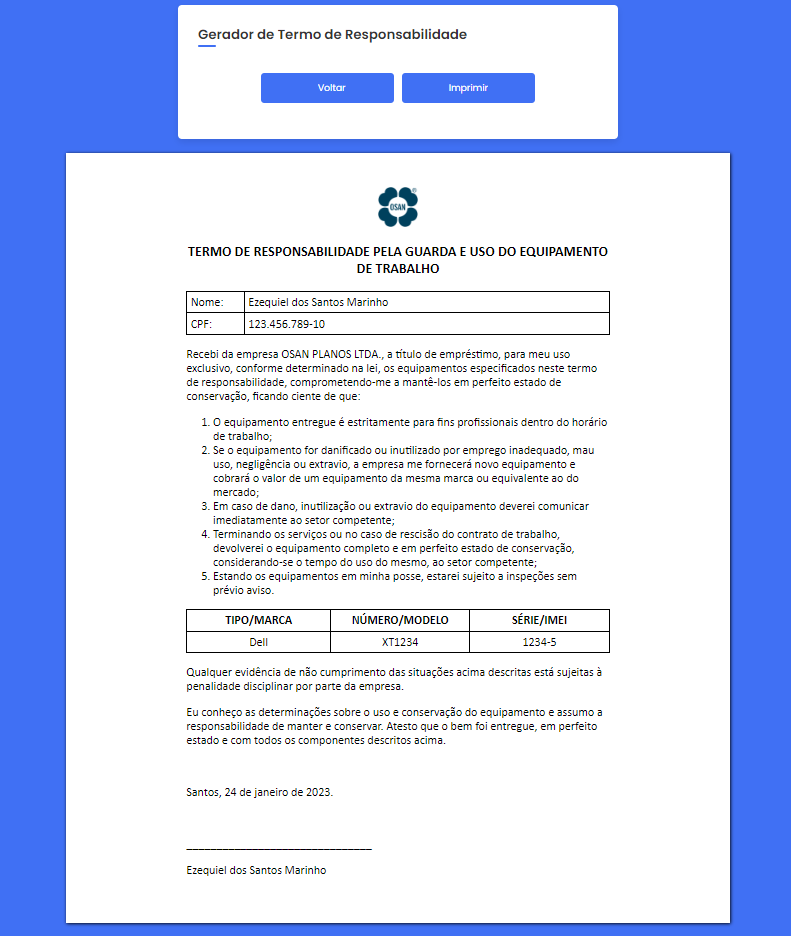 Gerador de Termo de Responsabilidade
Voltar
Imprimir
OSAN
®
TERMO DE RESPONSABILIDADE PELA GUARDA E USO DO EQUIPAMENTO
DE TRABALHO
Nome: Ezequiel dos Santos Marinho
CPF: 123.456.789-10
Recebi da empresa OSAN PLANOS LTDA., a título de empréstimo, para meu uso
exclusivo, conforme determinado na lei, os equipamentos especificados neste termo
de responsabilidade, comprometendo-me a mantê-los em perfeito estado de
conservação, ficando ciente de que:
1. O equipamento entregue é estritamente para fins profissionais dentro do horário
de trabalho;
2. Se o equipamento for danificado ou inutilizado por emprego inadequado, mau
uso, negligência ou extravio, a empresa me fornecerá novo equipamento e
cobrará o valor de um equipamento da mesma marca ou equivalente ao do
mercado;
3. Em caso de dano, inutilização ou extravio do equipamento deverei comunicar
imediatamente ao setor competente;
4. Terminando os serviços ou no caso de rescisão do contrato de trabalho,
devolverei o equipamento completo e em perfeito estado de conservação,
considerando-se o tempo do uso do mesmo, ao setor competente;
5. Estando os equipamentos em minha posse, estarei sujeito a inspeções sem
prévio aviso.
TIPO/MARCA NÚMERO/MODELO SÉRIE/IMEI
Dell XT1234 1234-5
Qualquer evidência de não cumprimento das situações acima descritas está sujeitas à
penalidade disciplinar por parte da empresa.
Eu conheço as determinações sobre o uso e conservação do equipamento e assumo a
responsabilidade de manter e conservar. Atesto que o bem foi entregue, em perfeito
estado e com todos os componentes descritos acima.
Santos, 24 de janeiro de 2023.
_______________________________
Ezequiel dos Santos Marinho